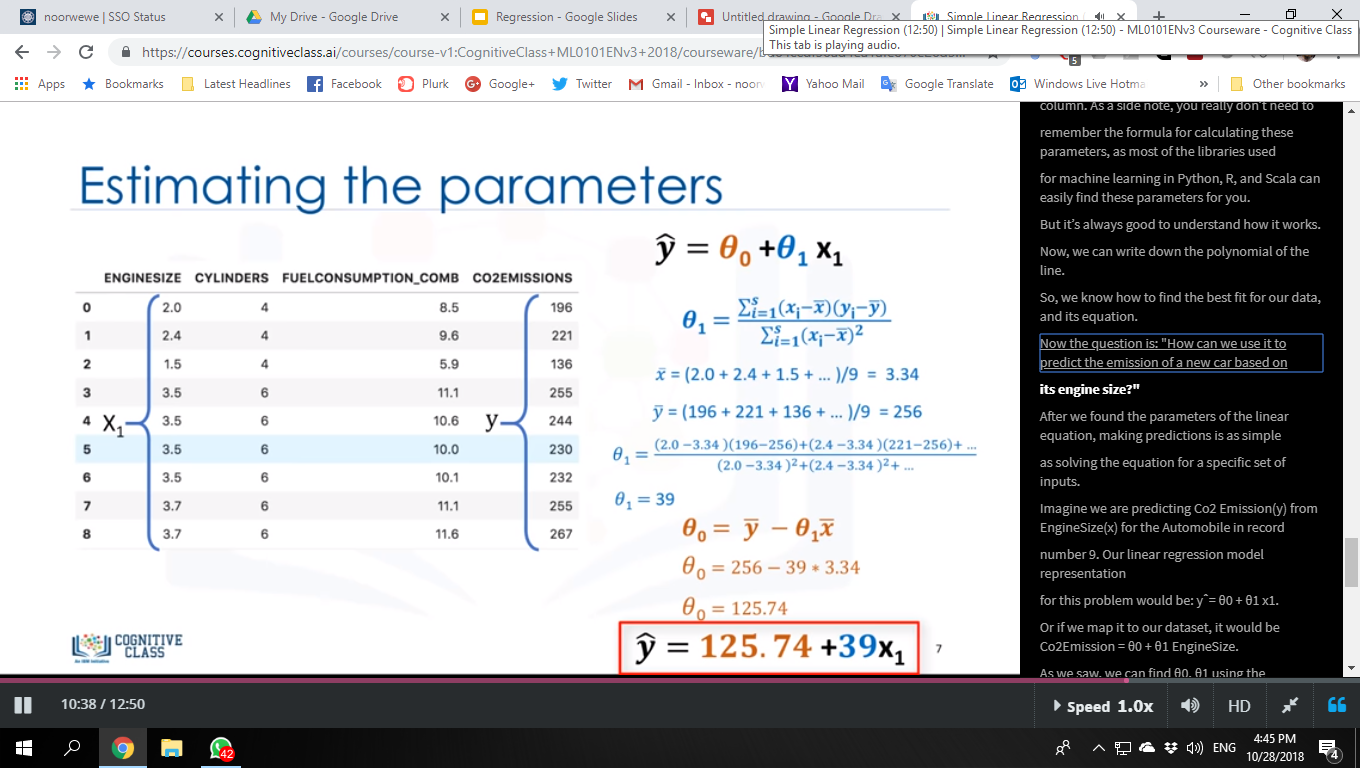 noorwewe | SSO Status
My Drive - Google Drive
Regression - Google Slides
Untitled drawing - Google Dra
Simple Linear Regression
Simple Linear Regression (12:50) | Simple Linear Regression (12:50) - ML0101ENv3 Courseware - Cognitive Class
This tab is playing audio.
https://courses.cognitiveclass.ai/courses/course-v1:CognitiveClass+ML0101ENv3+2018/courseware/
5
Apps Bookmarks Latest Headlines Facebook Plurk Google+ Twitter Gmail - Inbox - noorw Yahoo Mail Google Translate Windows Live Hotma » Other bookmarks
Estimating the parameters
ŷ = θ0 +θ1 x1
ENGINESIZE CYLINDERS FUELCONSUMPTION_COMB CO2EMISSIONS
0 2.0 4 8.5 196
1 2.4 4 9.6 221
2 1.5 4 5.9 136
3 3.5 6 11.1 255
4 3.5 6 10.6 244
5 3.5 6 10.0 230
6 3.5 6 10.1 232
7 3.7 6 11.1 255
8 3.7 6 11.6 267
X1
y
θ1 = ∑ˢi=1(xi−x̄)(yi−ȳ) / ∑ˢi=1(xi−x̄)²
x̄ = (2.0 + 2.4 + 1.5 + ... )/9 = 3.34
ȳ = (196 + 221 + 136 + ... )/9 = 256
θ1 = (2.0 −3.34 )(196−256)+(2.4 −3.34 )(221−256)+ ... / (2.0 −3.34 )²+(2.4 −3.34 )²+ ...
θ1 = 39
θ0 = ȳ − θ1x̄
θ0 = 256 − 39 ∗ 3.34
θ0 = 125.74
ŷ = 125.74 +39x1
COGNITIVE
CLASS
An IBM Initiative
7
column. As a side note, you really don't need to
remember the formula for calculating these
parameters, as most of the libraries used
for machine learning in Python, R, and Scala can
easily find these parameters for you.
But it's always good to understand how it works.
Now, we can write down the polynomial of the
line.
So, we know how to find the best fit for our data,
and its equation.
Now the question is: "How can we use it to
predict the emission of a new car based on
its engine size?"
After we found the parameters of the linear
equation, making predictions is as simple
as solving the equation for a specific set of
inputs.
Imagine we are predicting Co2 Emission(y) from
EngineSize(x) for the Automobile in record
number 9. Our linear regression model
representation
for this problem would be: yˆ= θ0 + θ1 x1.
Or if we map it to our dataset, it would be
Co2Emission = θ0 + θ1 EngineSize.
As we saw, we can find θ0, θ1 using the
10:38 / 12:50
Speed 1.0x
HD
42
ENG
4:45 PM
10/28/2018
4